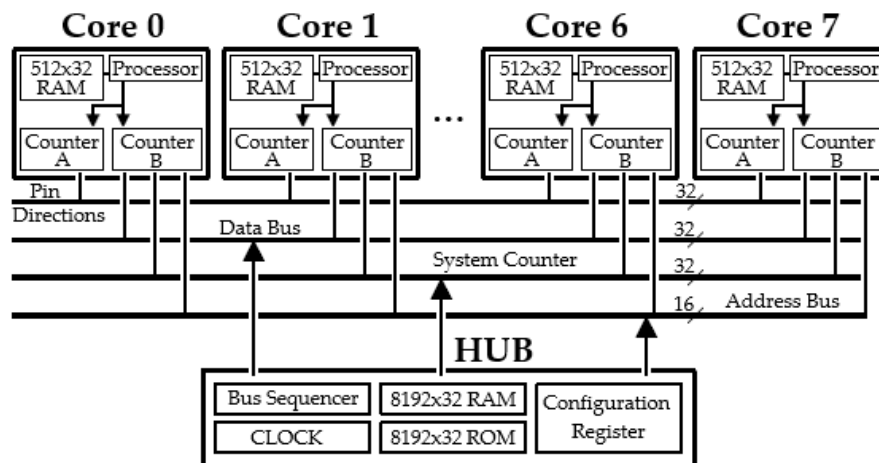 Core 0 Core 1 Core 6 Core 7
512x32 Processor 512x32 Processor 512x32 Processor 512x32 Processor
RAM RAM RAM RAM
...
Counter Counter Counter Counter Counter Counter Counter Counter
A B A B A B A B
Pin 32
Directions
Data Bus 32
System Counter 32
16 Address Bus
HUB
Bus Sequencer 8192x32 RAM Configuration
CLOCK 8192x32 ROM Register